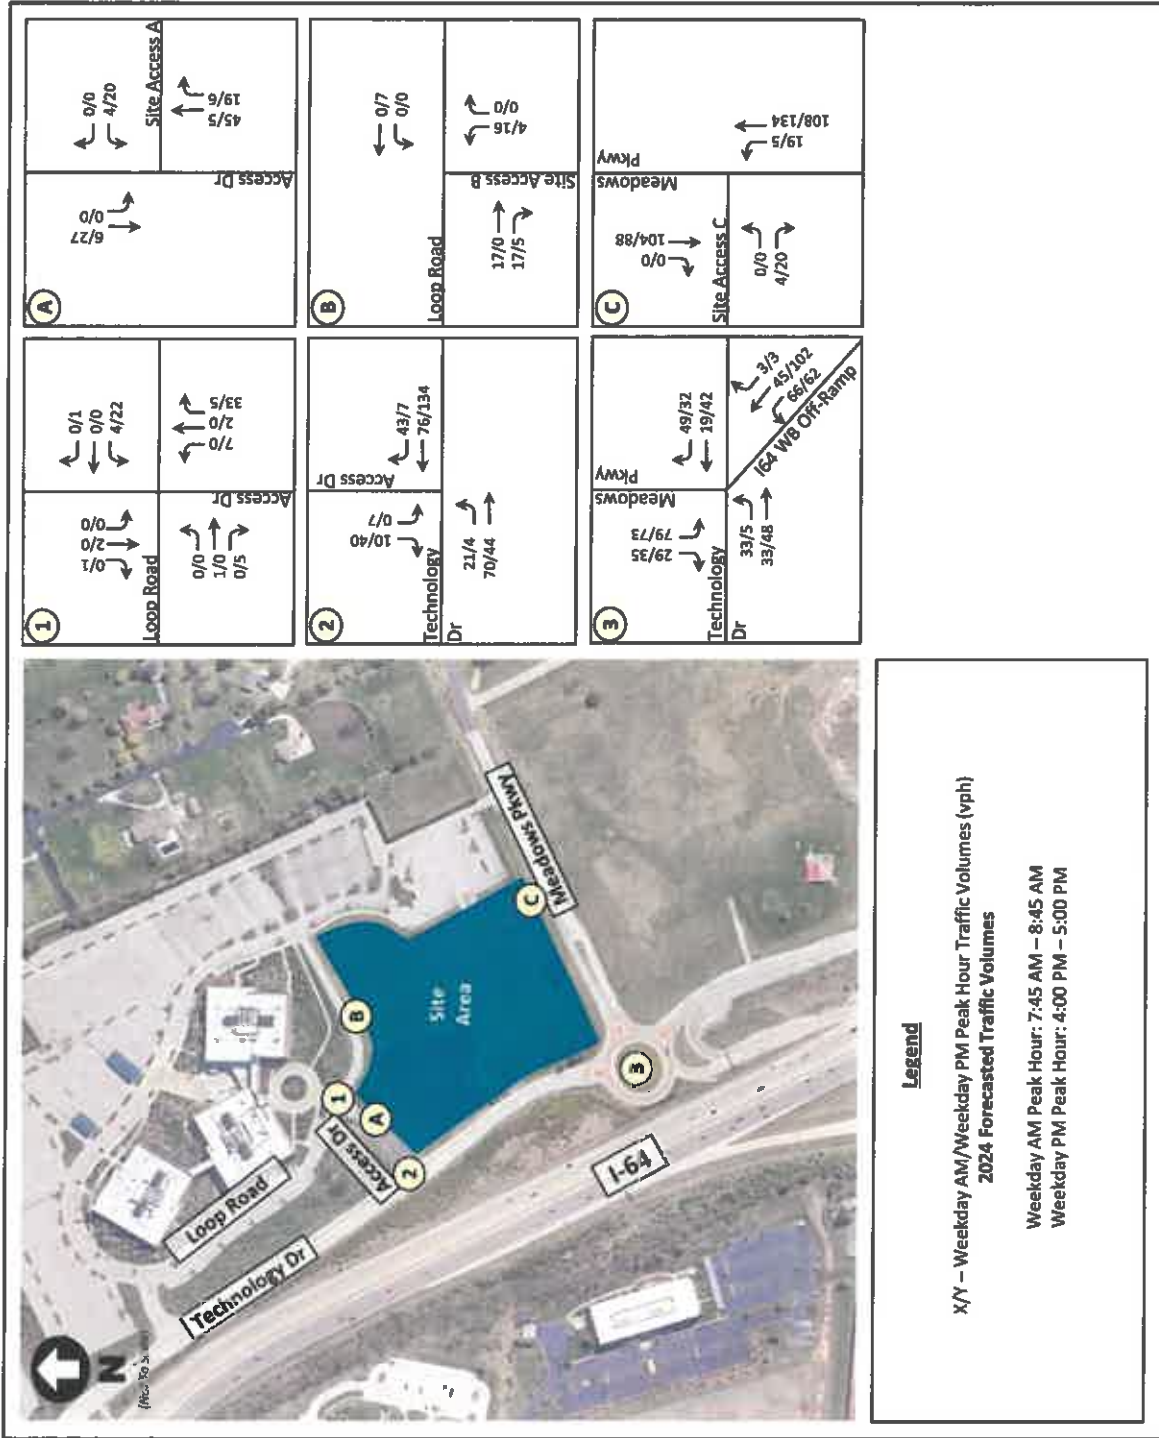 N
Technology Dr
Loop Road
Access Dr
1
A
2
B
Site
Area
I-64
3
C
Meadows Pkwy
1
Loop Road
0/1
2/0
0/0
0/1
0/0
4/22
0/0
1/0
0/5
Access Dr
7/0
2/0
33/5
A
6/27
0/0
0/0
4/20
Site Access A
Access Dr
45/5
19/6
2
Technology
Dr
10/40
0/7
Access Dr
43/7
76/134
21/4
70/44
B
Loop Road
0/7
0/0
17/0
17/5
Site Access B
4/16
0/0
3
Technology
Dr
29/35
79/73
Meadows
Pkwy
49/32
19/42
33/5
33/48
66/62
45/102
3/3
I64 WB Off-Ramp
C
Site Access C
0/0
104/88
Meadows
Pkwy
0/0
4/20
19/5
108/134
Legend
X/Y – Weekday AM/Weekday PM Peak Hour Traffic Volumes (vph)
2024 Forecasted Traffic Volumes
Weekday AM Peak Hour: 7:45 AM – 8:45 AM
Weekday PM Peak Hour: 4:00 PM – 5:00 PM